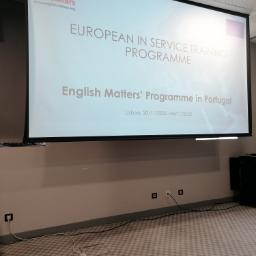 EUROPEAN IN SERVICE TRAINING
PROGRAMME
English Matters' Programme in Portugal